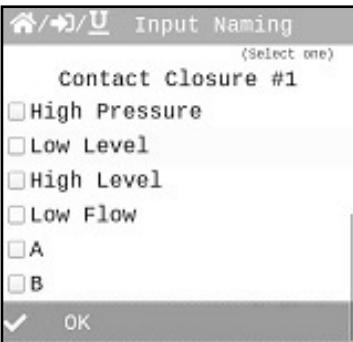 / / U Input Naming
(Select one)
Contact Closure #1
High Pressure
Low Level
High Level
Low Flow
A
B
OK